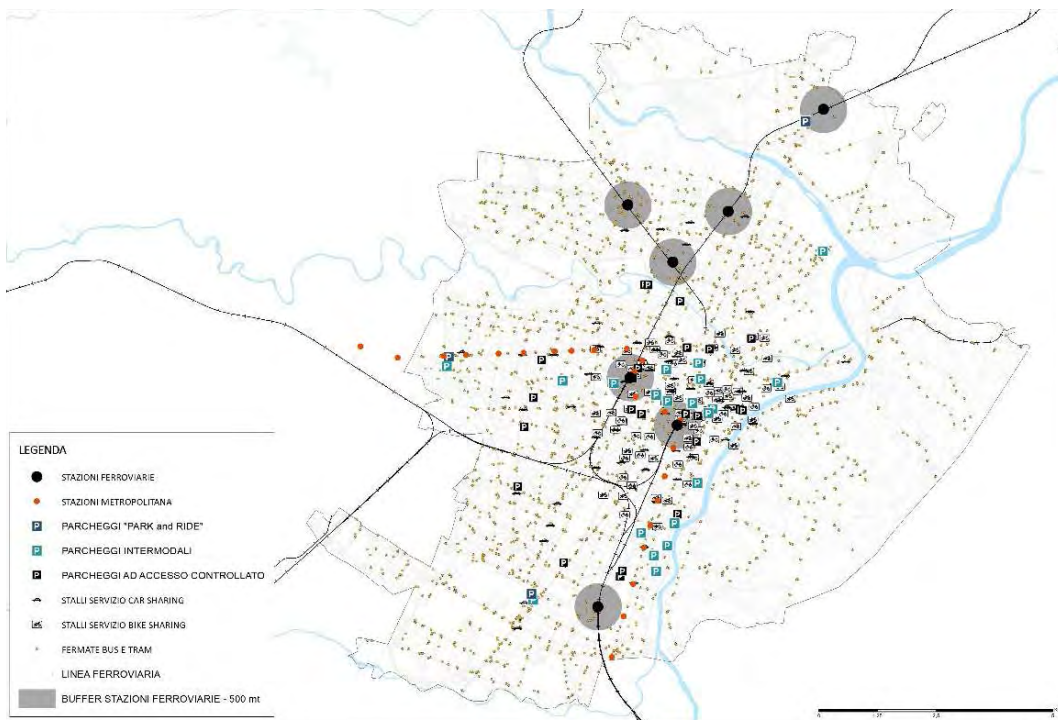 LEGENDA
STAZIONI FERROVIARIE
STAZIONI METROPOLITANA
PARCHEGGI "PARK and RIDE"
PARCHEGGI INTERMODALI
PARCHEGGI AD ACCESSO CONTROLLATO
STALLI SERVIZIO CAR SHARING
STALLI SERVIZIO BIKE SHARING
FERMATE BUS E TRAM
LINEA FERROVIARIA
BUFFER STAZIONI FERROVIARIE - 500 mt